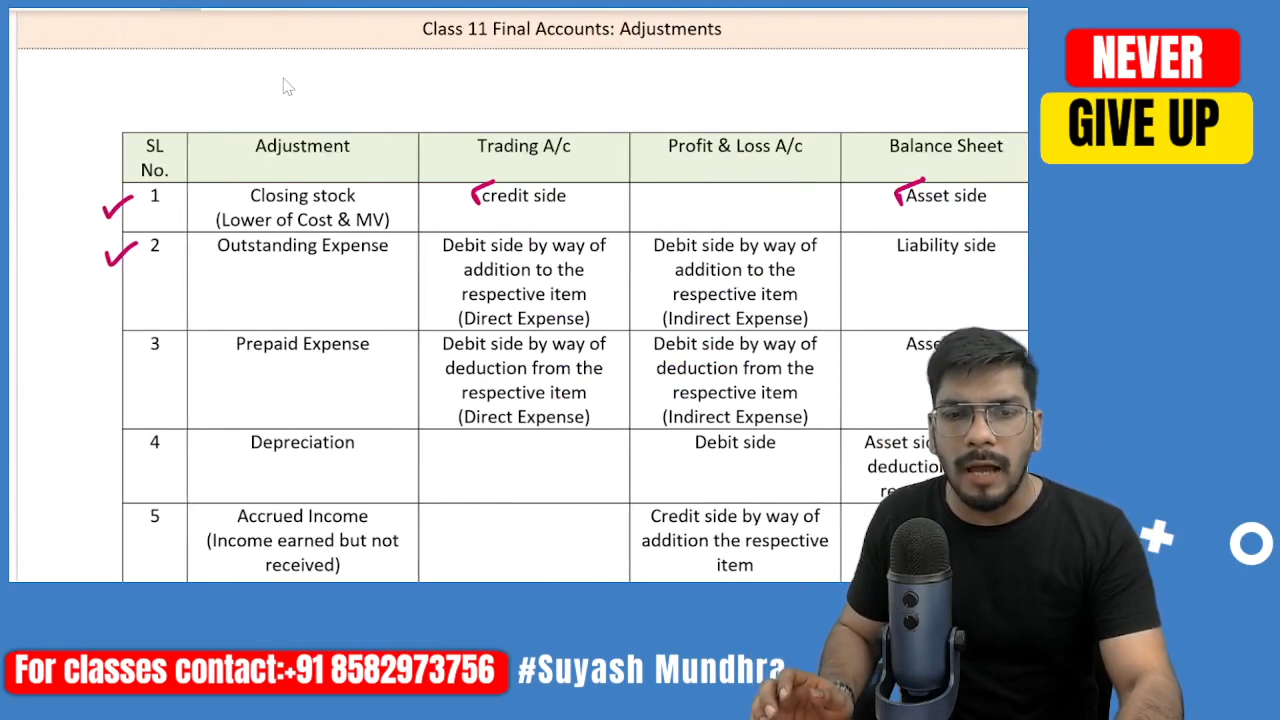 Class 11 Final Accounts: Adjustments
NEVER
GIVE UP
SL No. Adjustment Trading A/c Profit & Loss A/c Balance Sheet
1 Closing stock credit side Asset side
(Lower of Cost & MV)
2 Outstanding Expense Debit side by way of Debit side by way of Liability side
addition to the addition to the
respective item respective item
(Direct Expense) (Indirect Expense)
3 Prepaid Expense Debit side by way of Debit side by way of
deduction from the deduction from the
respective item respective item
(Direct Expense) (Indirect Expense)
4 Depreciation Debit side Asset
5 Accrued Income Credit side by way of
(Income earned but not addition the respective
received) item
For classes contact:+91 8582973756 #Suyash Mundhra